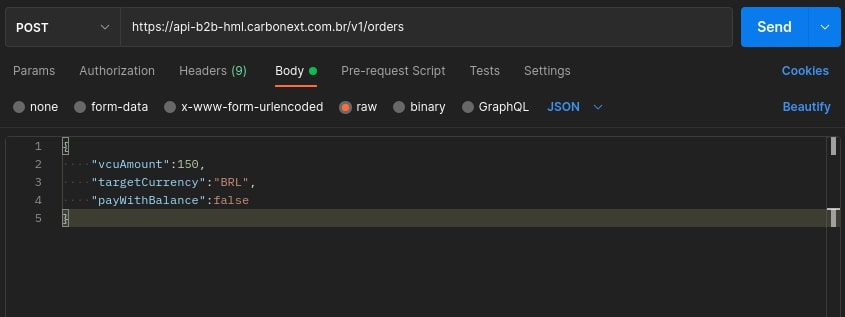 POST https://api-b2b-hml.carbonext.com.br/v1/orders Send
Params Authorization Headers (9) Body Pre-request Script Tests Settings Cookies
none form-data x-www-form-urlencoded raw binary GraphQL JSON Beautify
1 {
2 "vcuAmount":150,
3 "targetCurrency":"BRL",
4 "payWithBalance":false
5 }